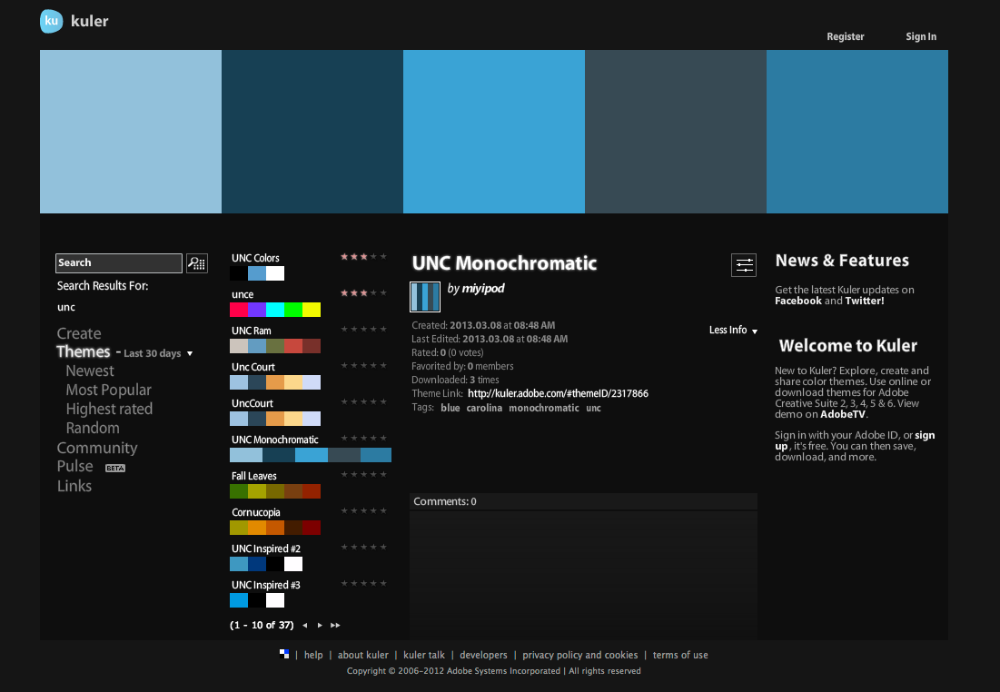 ku kuler
Register Sign In
Search
Search Results For:
unc
Create
Themes - Last 30 days
Newest
Most Popular
Highest rated
Random
Community
Pulse BETA
Links
UNC Colors
unce
UNC Ram
Unc Court
UncCourt
UNC Monochromatic
Fall Leaves
Cornucopia
UNC Inspired #2
UNC Inspired #3
(1 - 10 of 37)
UNC Monochromatic
by miyipod
Created: 2013.03.08 at 08:48 AM
Last Edited: 2013.03.08 at 08:48 AM
Rated: 0 (0 votes)
Favorited by: 0 members
Downloaded: 3 times
Theme Link: http://kuler.adobe.com/#themeID/2317866
Tags: blue carolina monochromatic unc
Less Info
Comments: 0
News & Features
Get the latest Kuler updates on
Facebook and Twitter!
Welcome to Kuler
New to Kuler? Explore, create and
share color themes. Use online or
download themes for Adobe
Creative Suite 2, 3, 4, 5 & 6. View
demo on AdobeTV.
Sign in with your Adobe ID, or sign
up, it's free. You can then save,
download, and more.
| help | about kuler | kuler talk | developers | privacy policy and cookies | terms of use
Copyright © 2006-2012 Adobe Systems Incorporated | All rights reserved